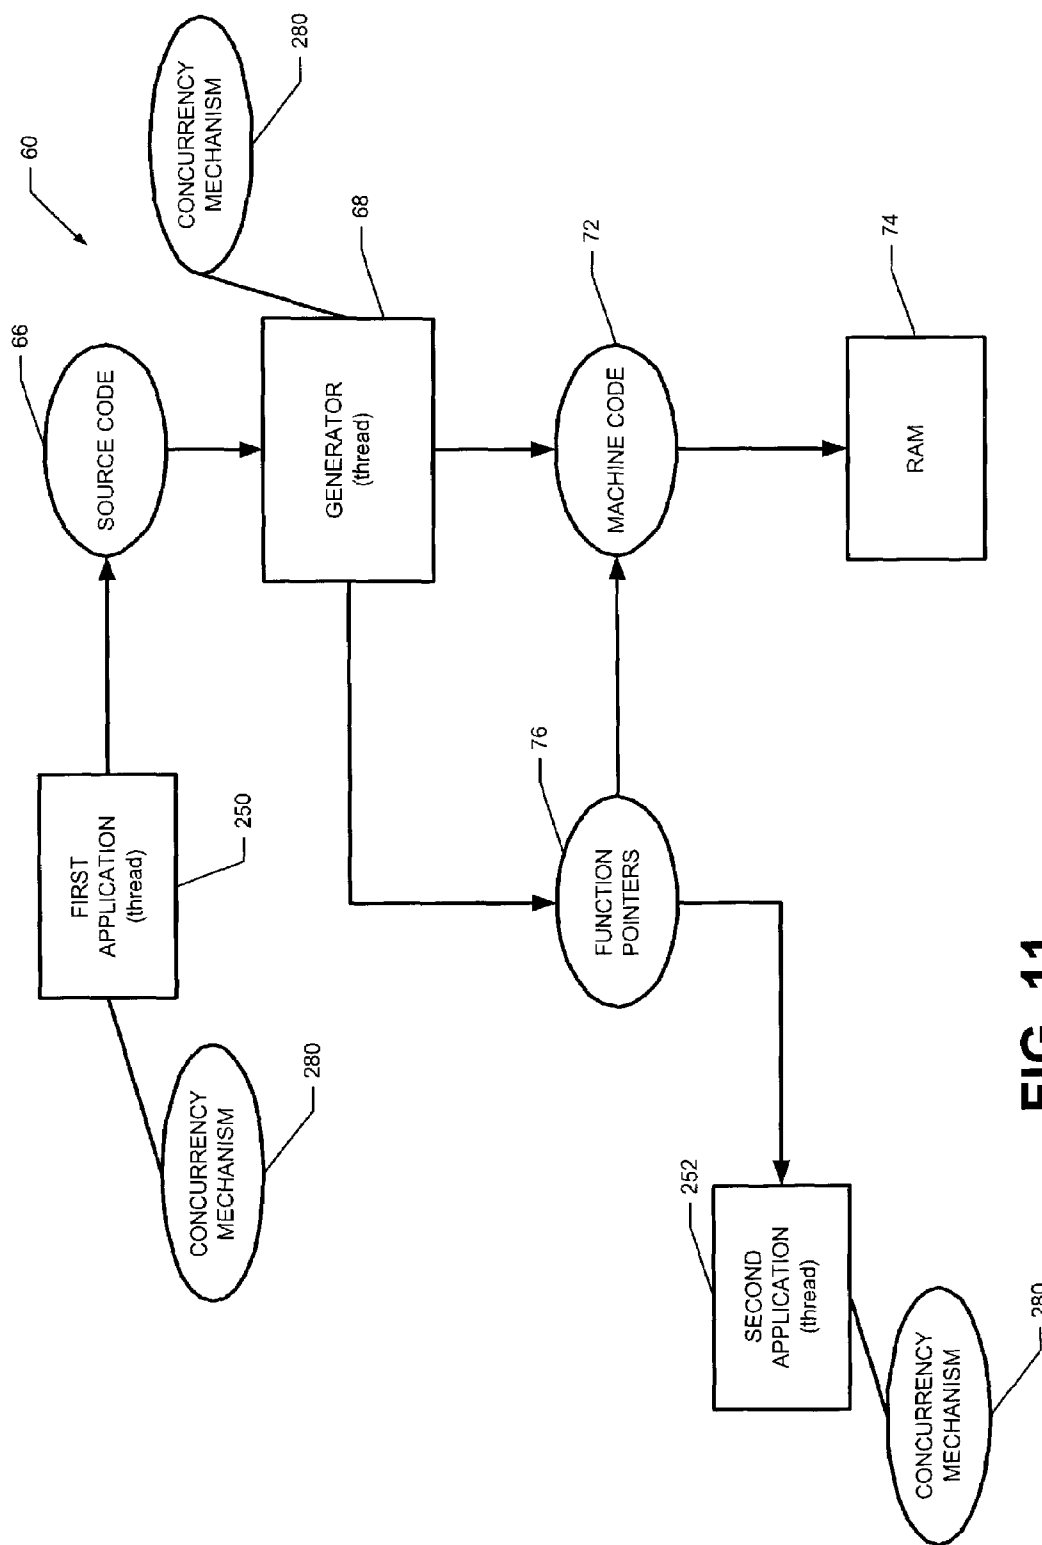 60
66
FIRST
APPLICATION
(thread)
250
SOURCE CODE
CONCURRENCY
MECHANISM
280
CONCURRENCY
MECHANISM
280
GENERATOR
(thread)
68
76
FUNCTION
POINTERS
72
MACHINE CODE
252
SECOND
APPLICATION
(thread)
74
RAM
CONCURRENCY
MECHANISM
280
FIG. 11